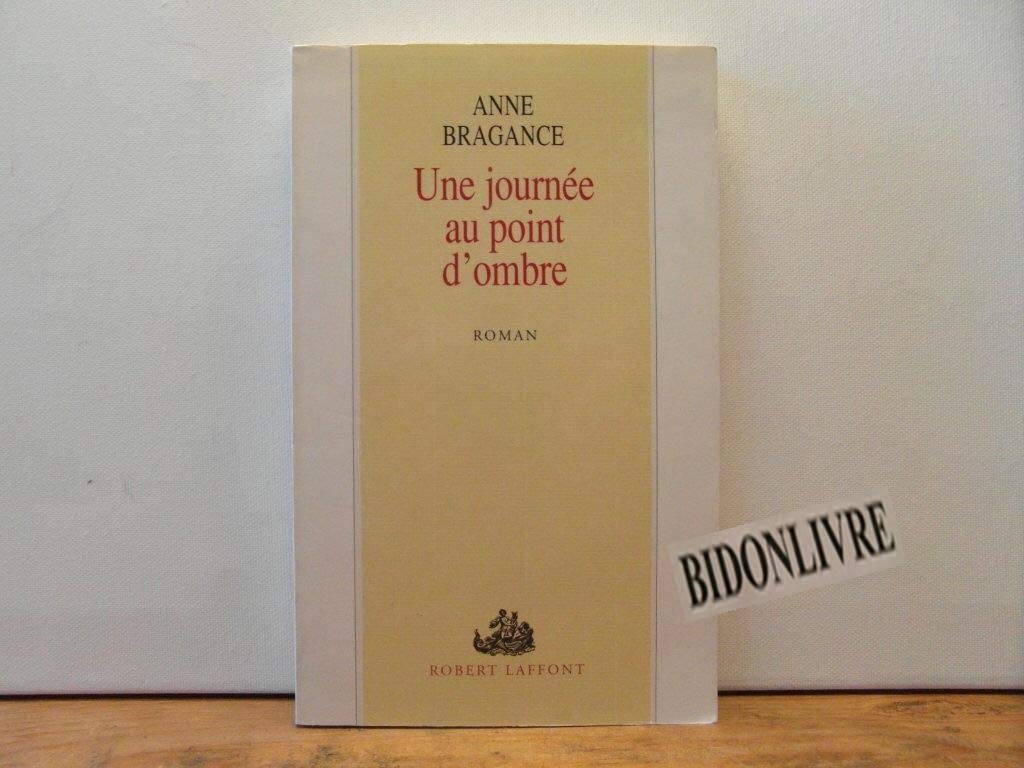 ANNE
BRAGANCE
Une journée
au point
d'ombre
ROMAN
ROBERT LAFFONT
BIDONLIVRE